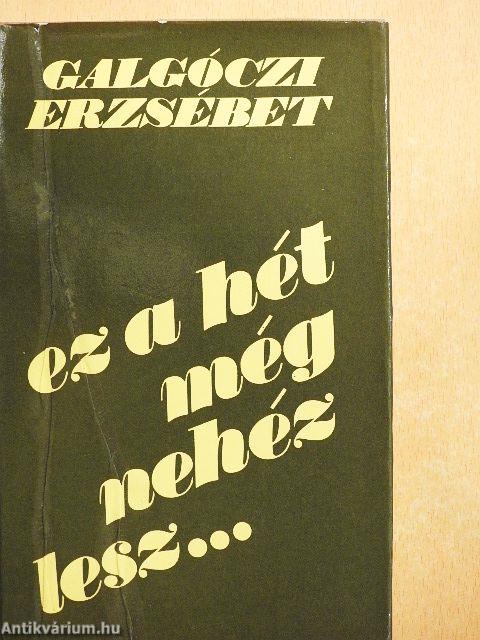 GALGÓCZI
ERZSÉBET
ez a hét
még
nehéz
lesz...
Antikvárium.hu